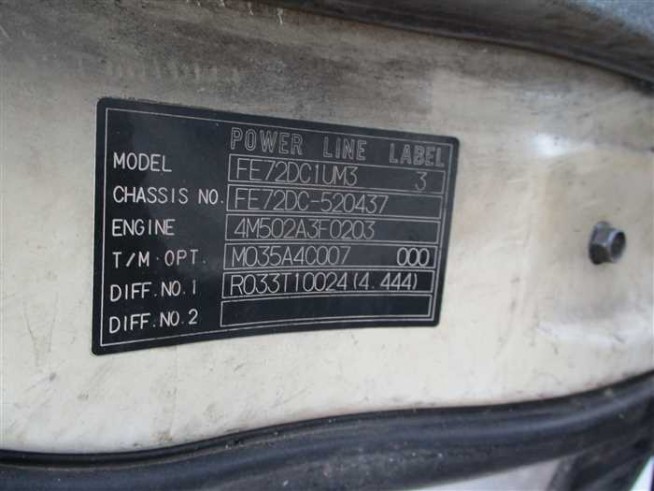 POWER LINE LABEL
MODEL FE72DC1UM3 3
CHASSIS NO. FE72DC-520437
ENGINE 4M502A3F0203
T/M·OPT. M035A4C007 000
DIFF.NO.1 R033T10024(4.444)
DIFF.NO.2